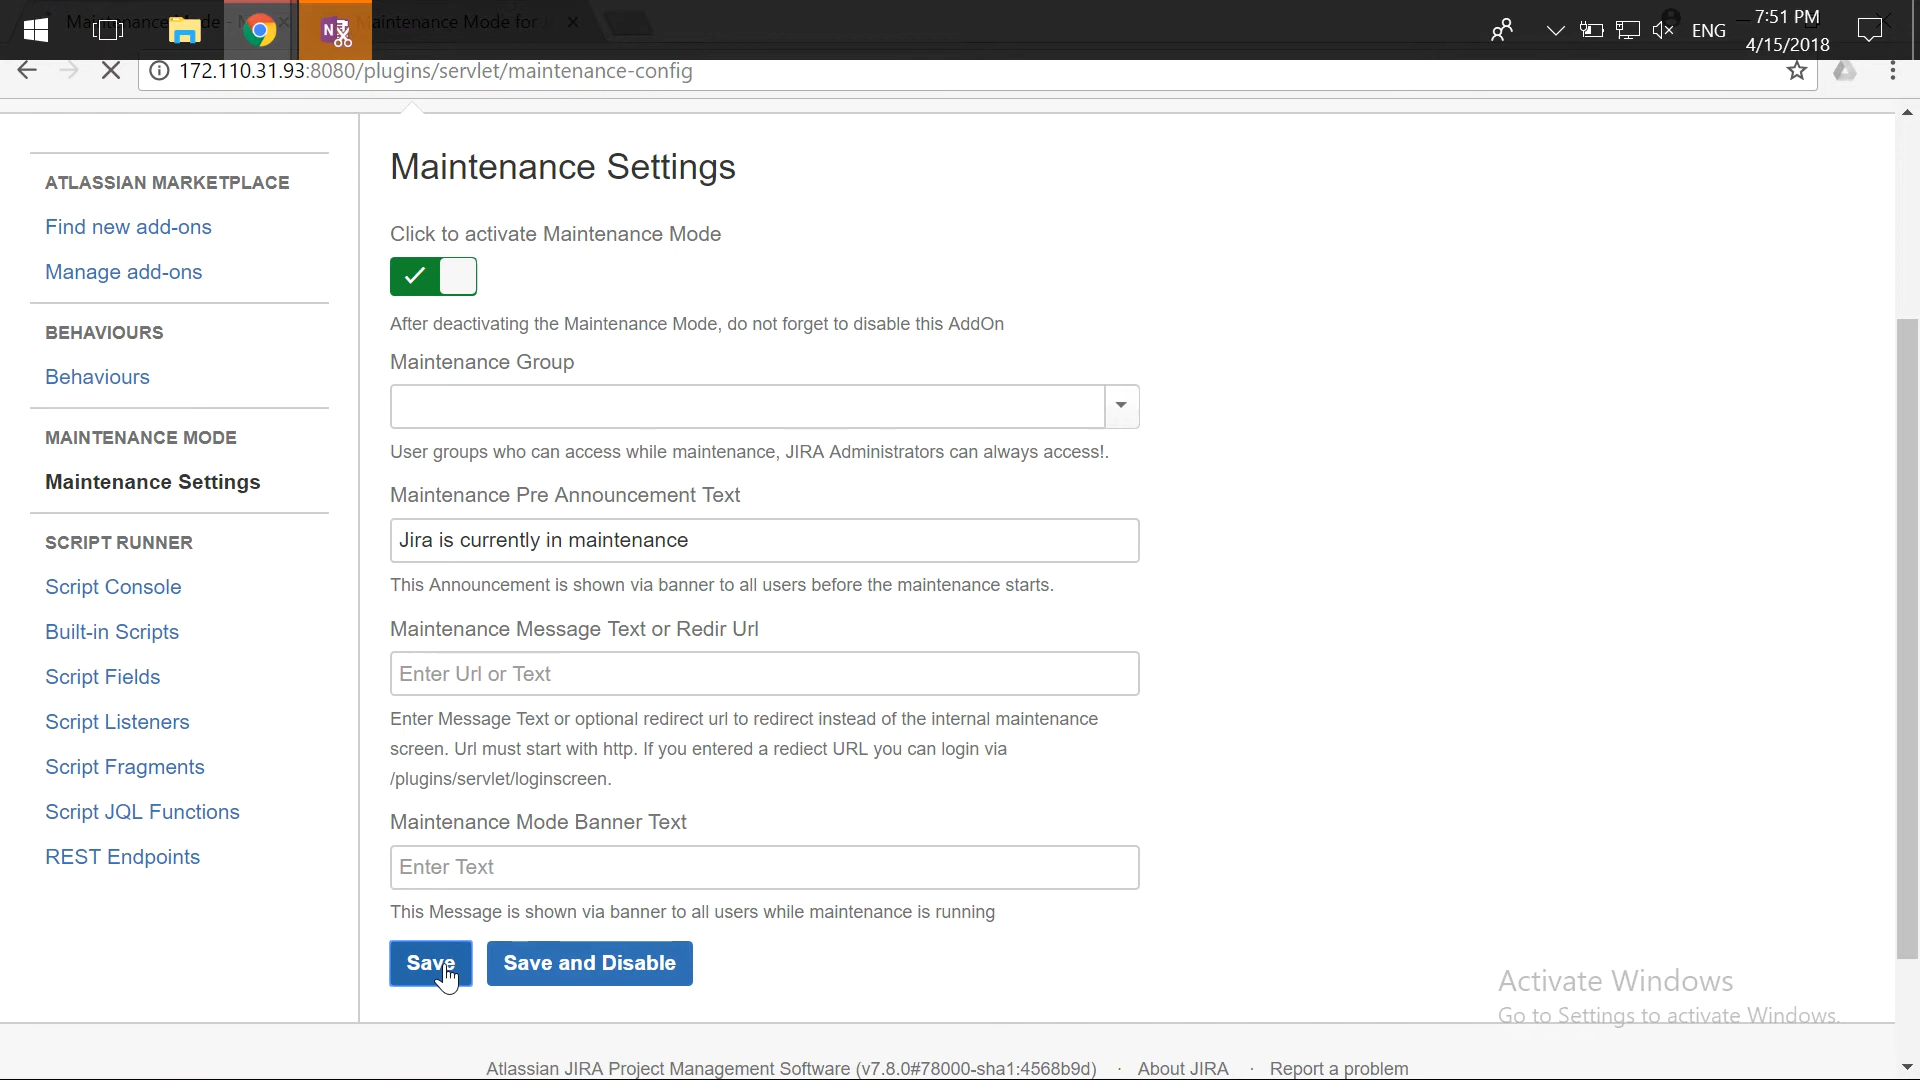 7:51 PM
ENG
4/15/2018
172.110.31.93:8080/plugins/servlet/maintenance-config
Maintenance Mode for
ATLASSIAN MARKETPLACE
Find new add-ons
Manage add-ons
BEHAVIOURS
Behaviours
MAINTENANCE MODE
Maintenance Settings
SCRIPT RUNNER
Script Console
Built-in Scripts
Script Fields
Script Listeners
Script Fragments
Script JQL Functions
REST Endpoints
Maintenance Settings
Click to activate Maintenance Mode
After deactivating the Maintenance Mode, do not forget to disable this AddOn
Maintenance Group
User groups who can access while maintenance, JIRA Administrators can always access!.
Maintenance Pre Announcement Text
Jira is currently in maintenance
This Announcement is shown via banner to all users before the maintenance starts.
Maintenance Message Text or Redir Url
Enter Url or Text
Enter Message Text or optional redirect url to redirect instead of the internal maintenance
screen. Url must start with http. If you entered a rediect URL you can login via
/plugins/servlet/loginscreen.
Maintenance Mode Banner Text
Enter Text
This Message is shown via banner to all users while maintenance is running
Save
Save and Disable
Activate Windows
Go to Settings to activate Windows.
Atlassian JIRA Project Management Software (v7.8.0#78000-sha1:4568b9d) · About JIRA · Report a problem